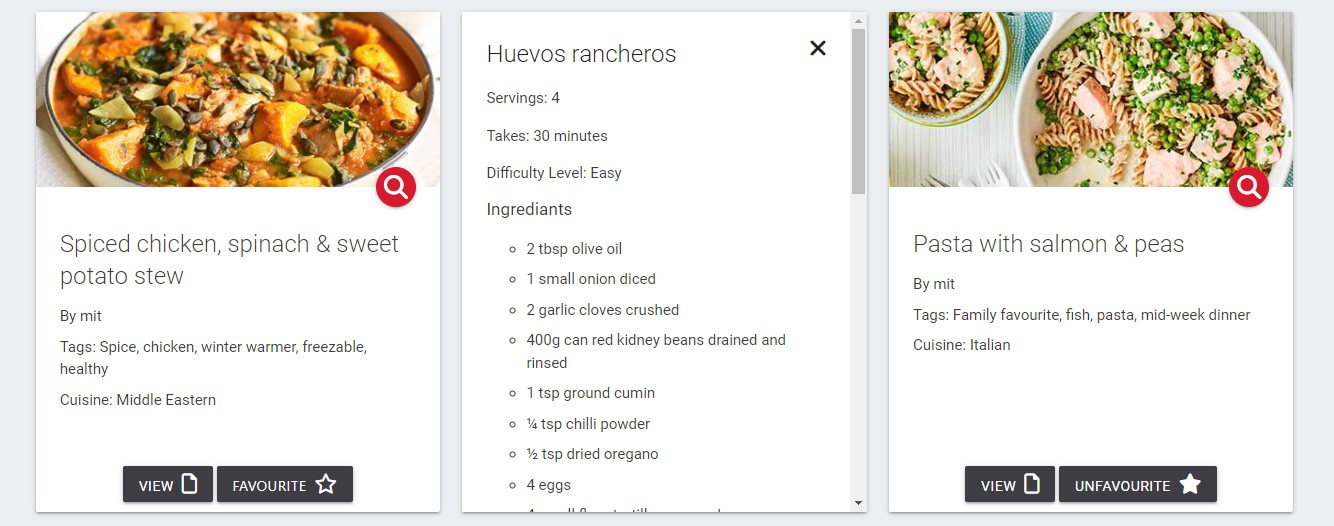 Spiced chicken, spinach & sweet
potato stew
By mit
Tags: Spice, chicken, winter warmer, freezable,
healthy
Cuisine: Middle Eastern
VIEW
FAVOURITE
Huevos rancheros
Servings: 4
Takes: 30 minutes
Difficulty Level: Easy
Ingrediants
2 tbsp olive oil
1 small onion diced
2 garlic cloves crushed
400g can red kidney beans drained and
rinsed
1 tsp ground cumin
¼ tsp chilli powder
½ tsp dried oregano
4 eggs
Pasta with salmon & peas
By mit
Tags: Family favourite, fish, pasta, mid-week dinner
Cuisine: Italian
VIEW
UNFAVOURITE